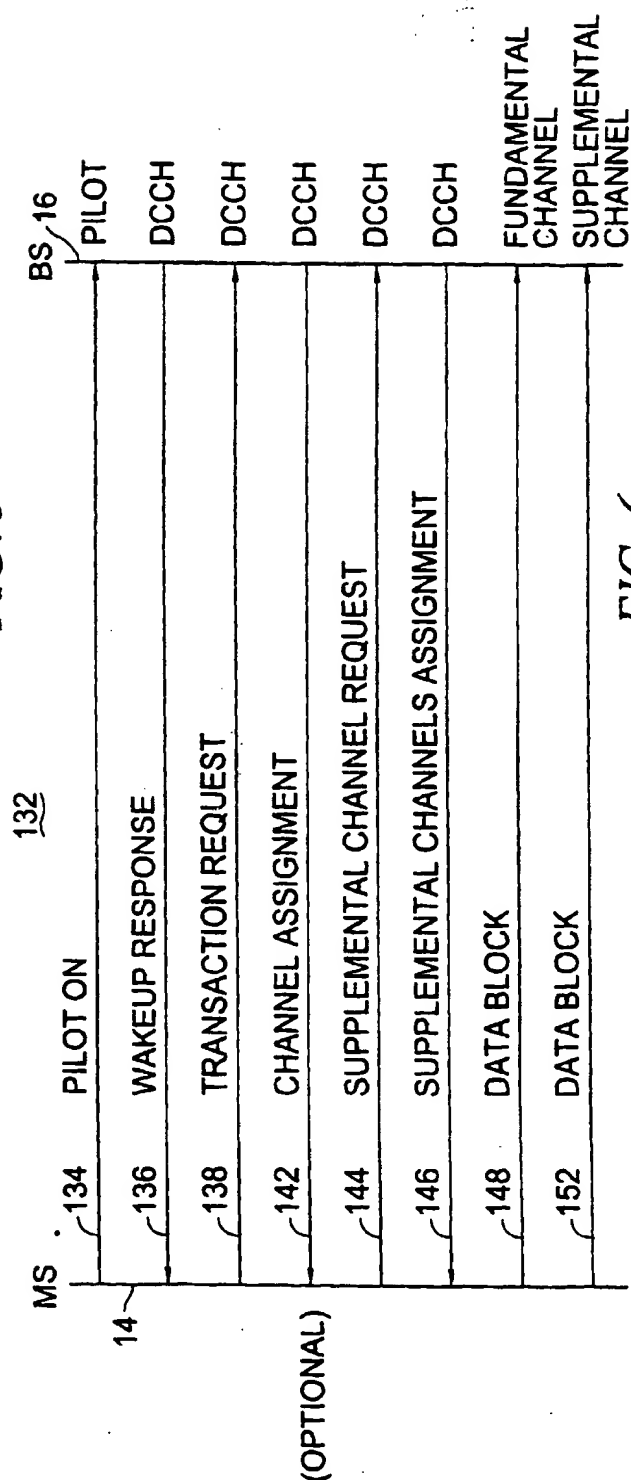 132
MS
BS 16
14
134 PILOT ON PILOT
136 WAKEUP RESPONSE DCCH
138 TRANSACTION REQUEST DCCH
(OPTIONAL)
142 CHANNEL ASSIGNMENT DCCH
144 SUPPLEMENTAL CHANNEL REQUEST DCCH
146 SUPPLEMENTAL CHANNELS ASSIGNMENT DCCH
148 DATA BLOCK FUNDAMENTAL
CHANNEL
152 DATA BLOCK SUPPLEMENTAL
CHANNEL